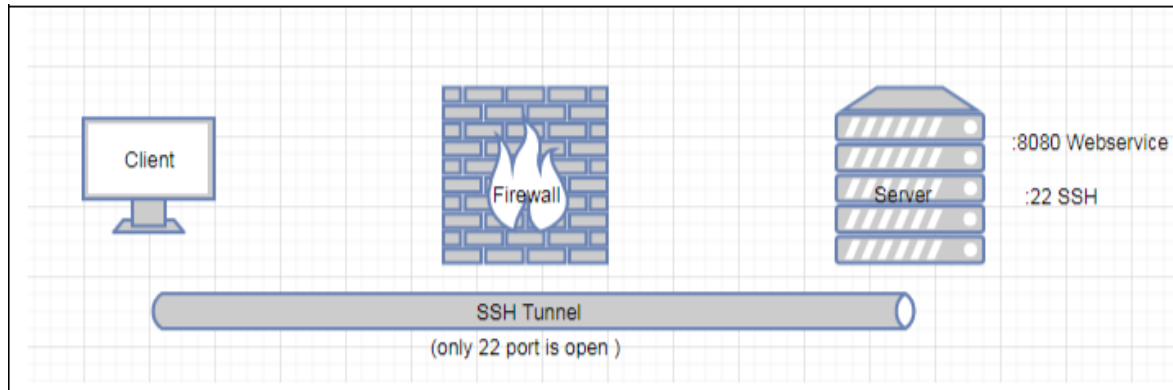 Client
Firewall
Server
:8080 Webservice
:22 SSH
SSH Tunnel
(only 22 port is open )